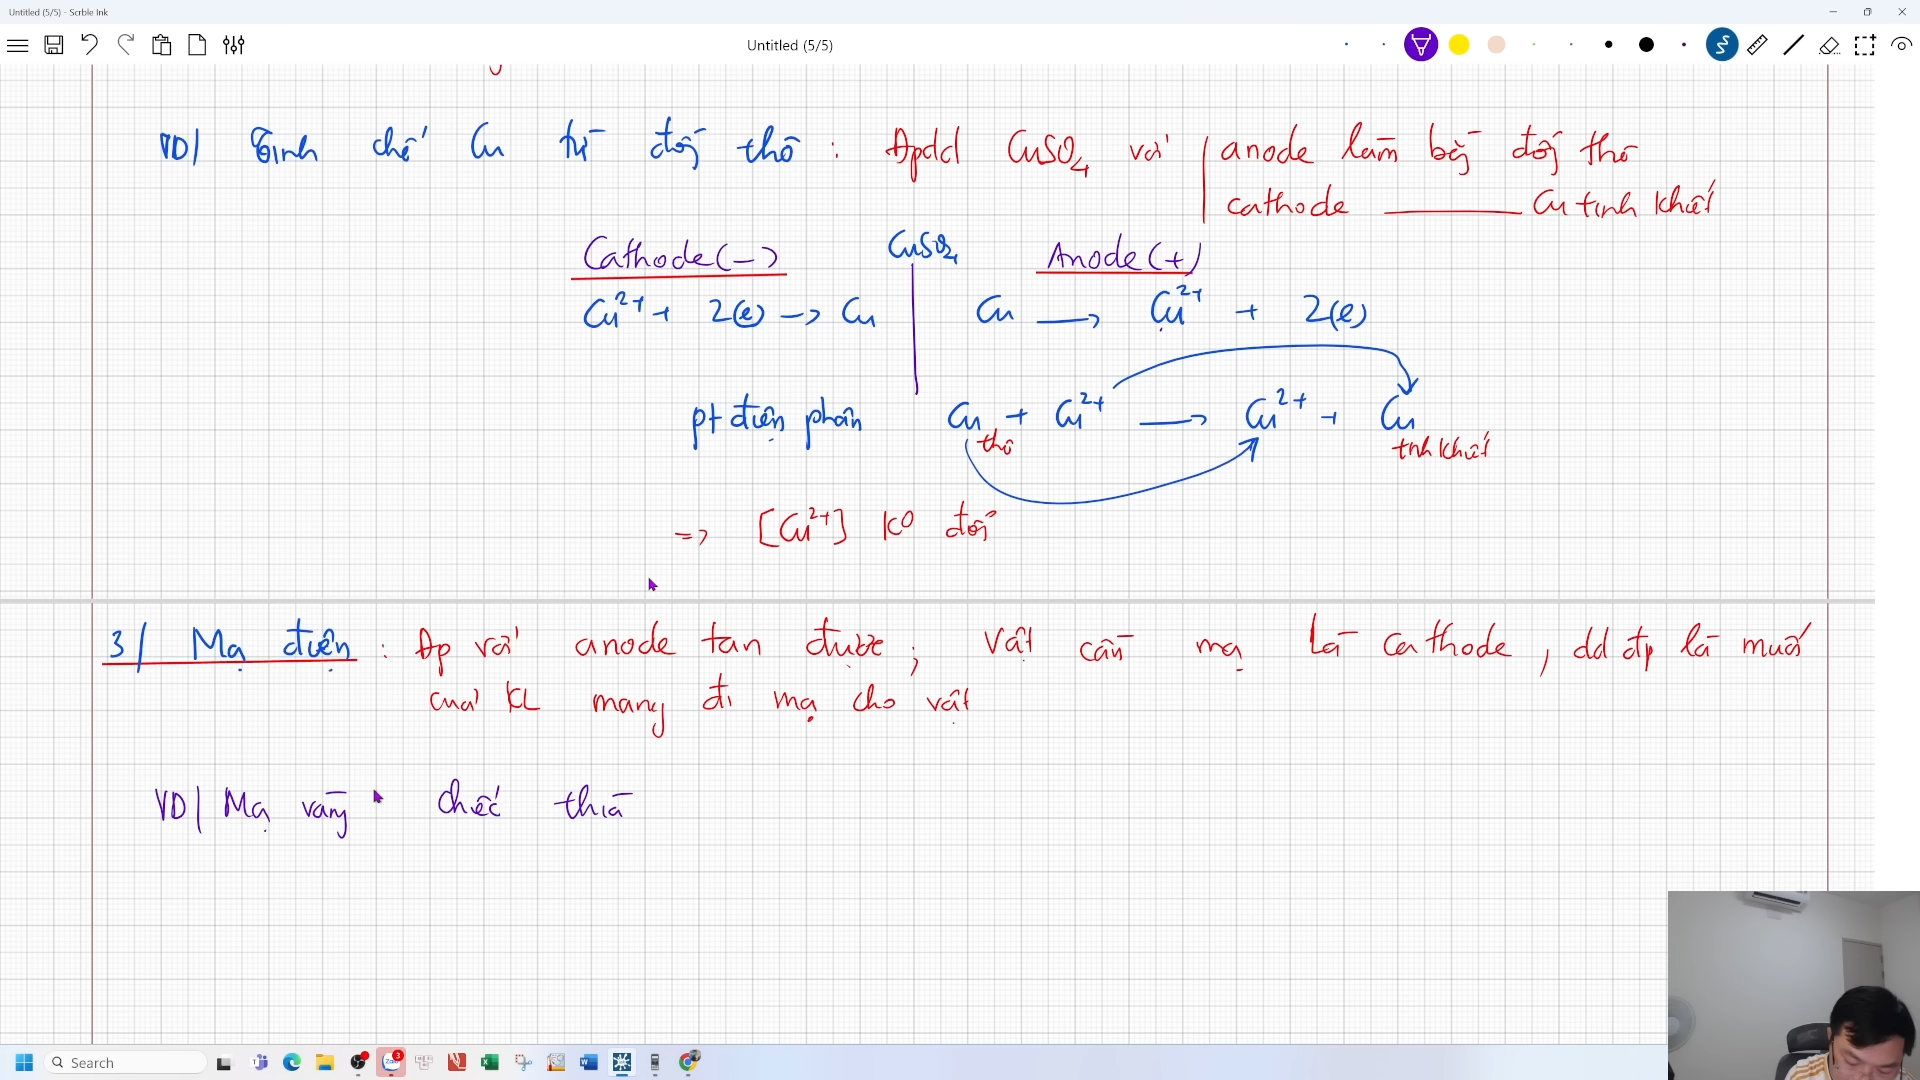 Untitled (5/5) - Scrble Ink
Untitled (5/5)
VD/ Tinh chế Cu từ đồng thô : Đpdd CuSO4 với | anode làm bằng đồng thô
cathode ——— Cu tinh khiết
Cathode (-) CuSO4 Anode (+)
Cu²⁺ + 2(e) -> Cu Cu —> Cu²⁺ + 2(e)
pt điện phân Cu + Cu²⁺ —> Cu²⁺ + Cu
thô tinh khiết
=> [Cu²⁺] ko đổi
3/ Mạ điện : Đp với anode tan được ; Vật cần mạ Là cathode , dd đp là muối
của KL mang đi mạ cho vật
VD/ Mạ vàng chiếc thìa
Search